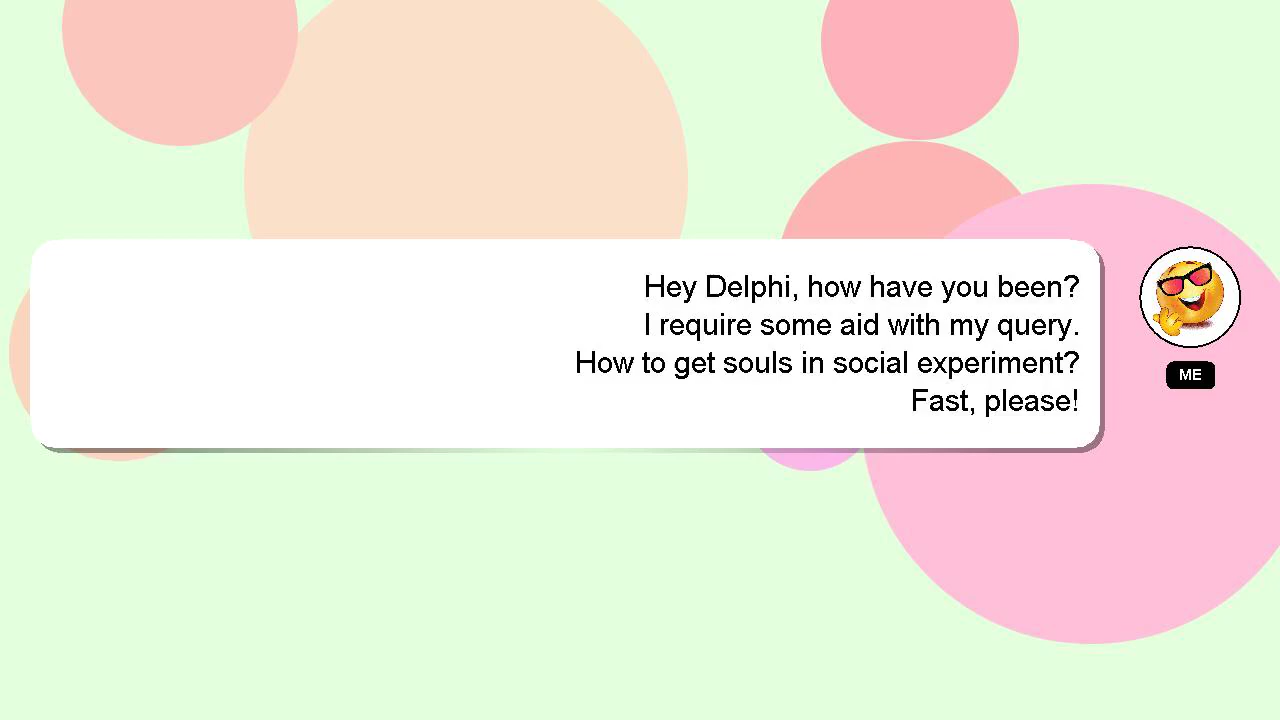 Hey Delphi, how have you been?
I require some aid with my query.
How to get souls in social experiment?
Fast, please!
ME